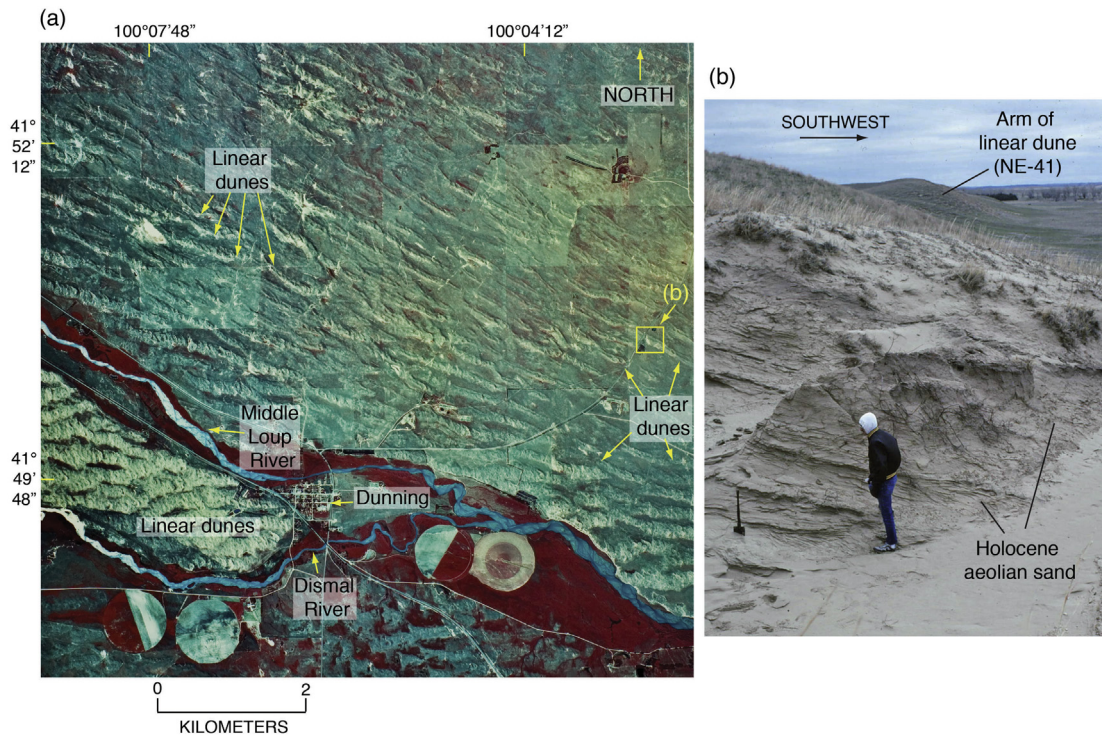 (a)
100°07'48"
100°04'12"
NORTH
41°
52'
12"
Linear
dunes
(b)
Linear
dunes
Middle
Loup
River
41°
49'
48"
Dunning
Linear dunes
Dismal
River
0
2
KILOMETERS
(b)
SOUTHWEST
Arm of
linear dune
(NE-41)
Holocene
aeolian sand